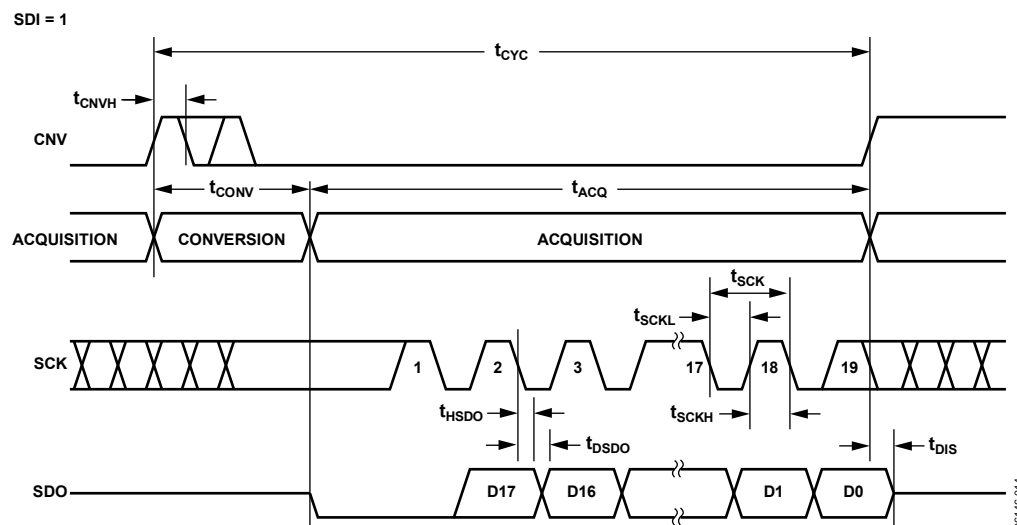 SDI = 1
tCYC
tCNVH
CNV
tCONV tACQ
ACQUISITION CONVERSION ACQUISITION
tSCK
tSCKL
SCK 1 2 3 17 18 19
tHSDO tSCKH
tDSDO tDIS
SDO D17 D16 D1 D0